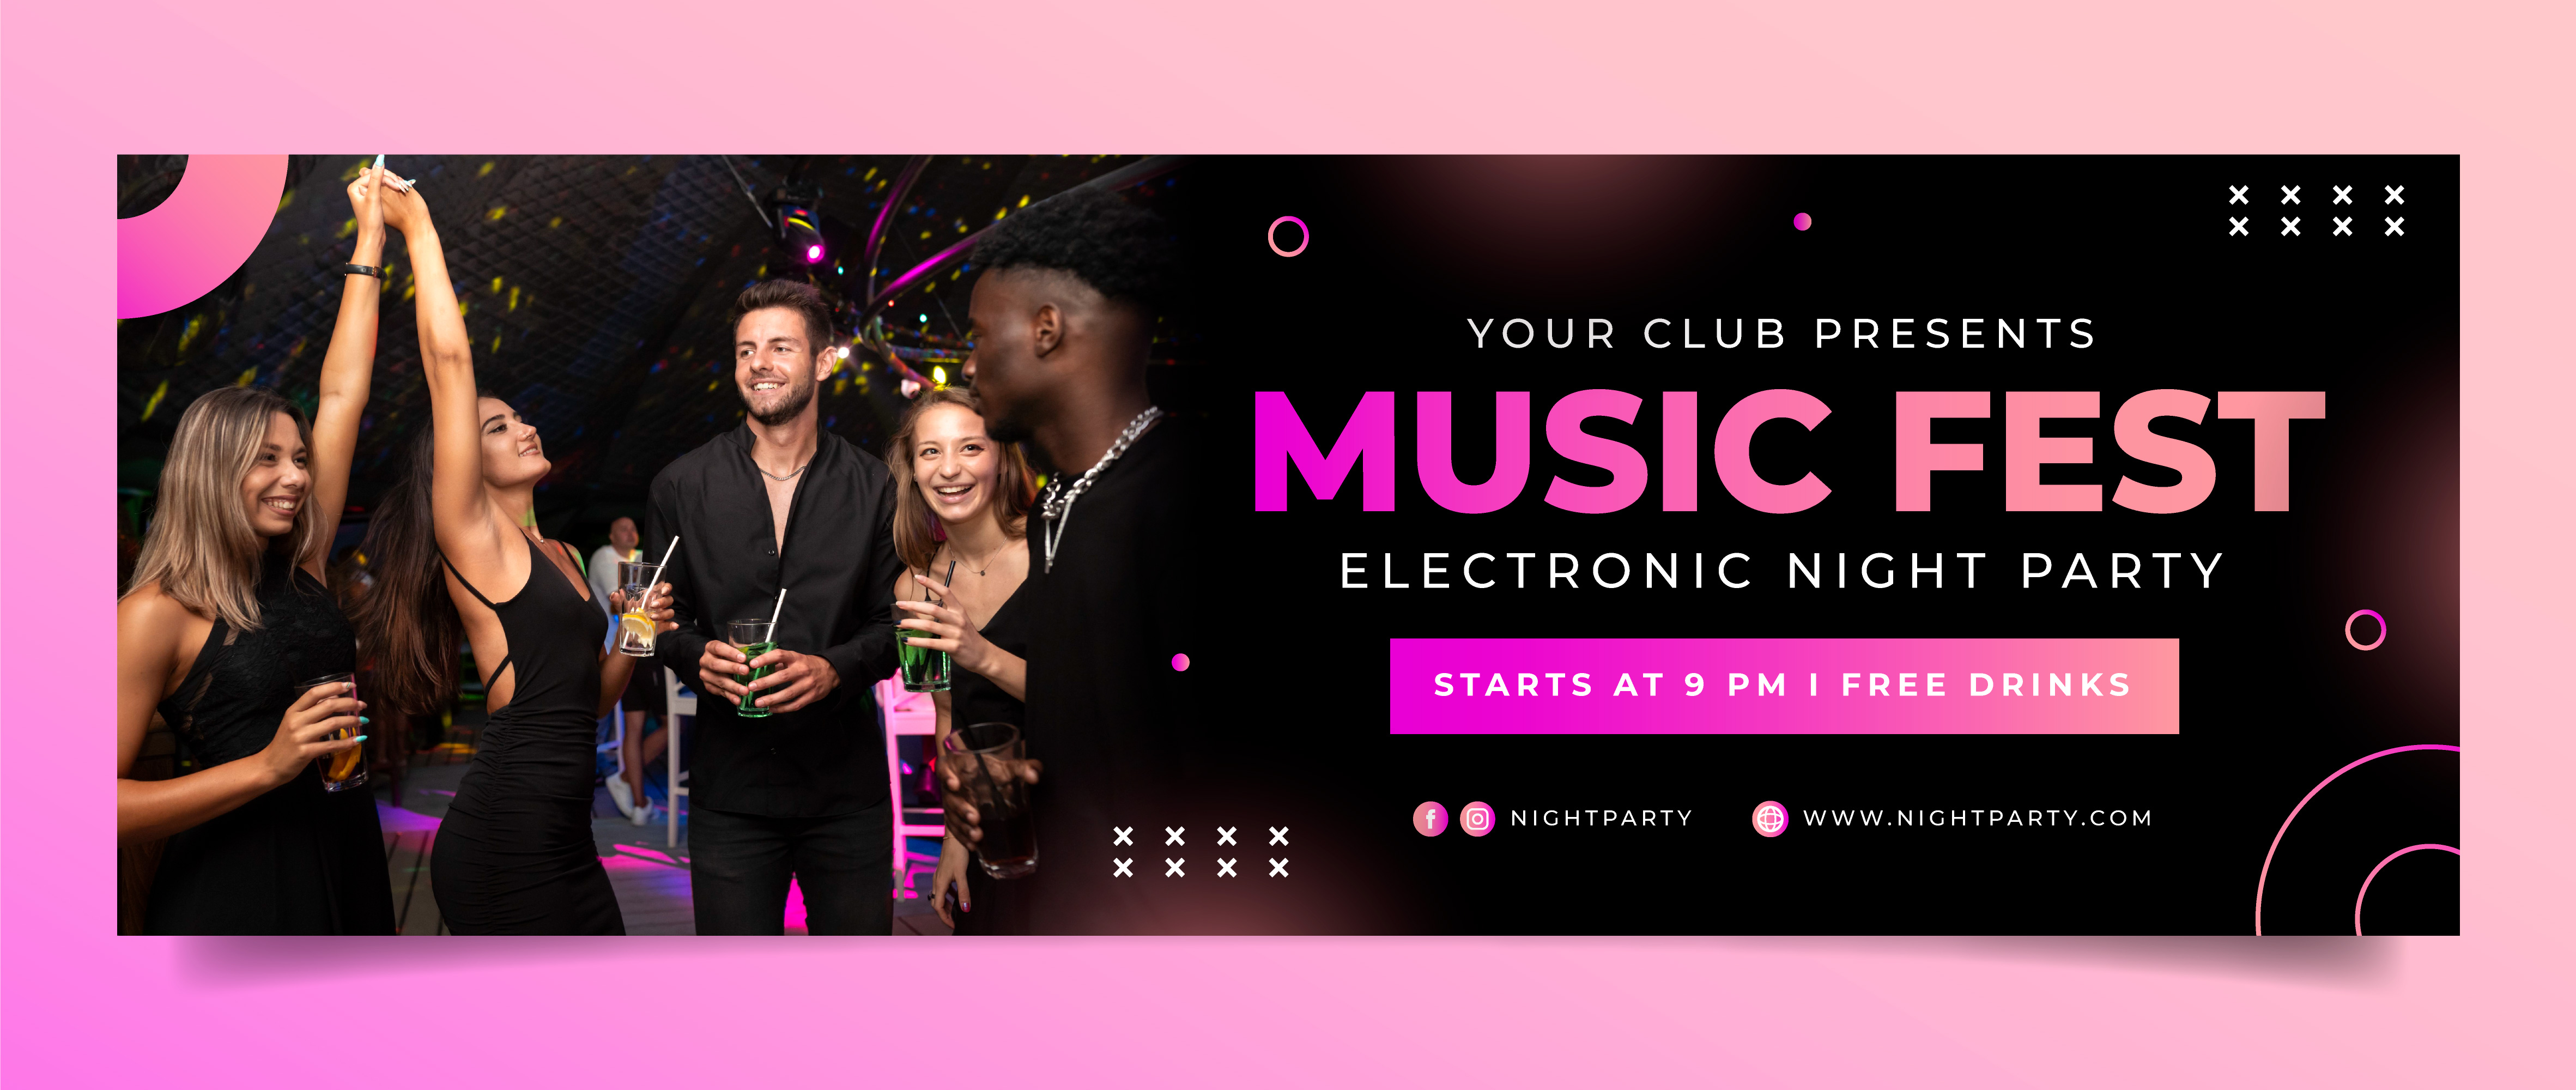 YOUR CLUB PRESENTS
MUSIC FEST
ELECTRONIC NIGHT PARTY
STARTS AT 9 PM I FREE DRINKS
NIGHTPARTY WWW.NIGHTPARTY.COM